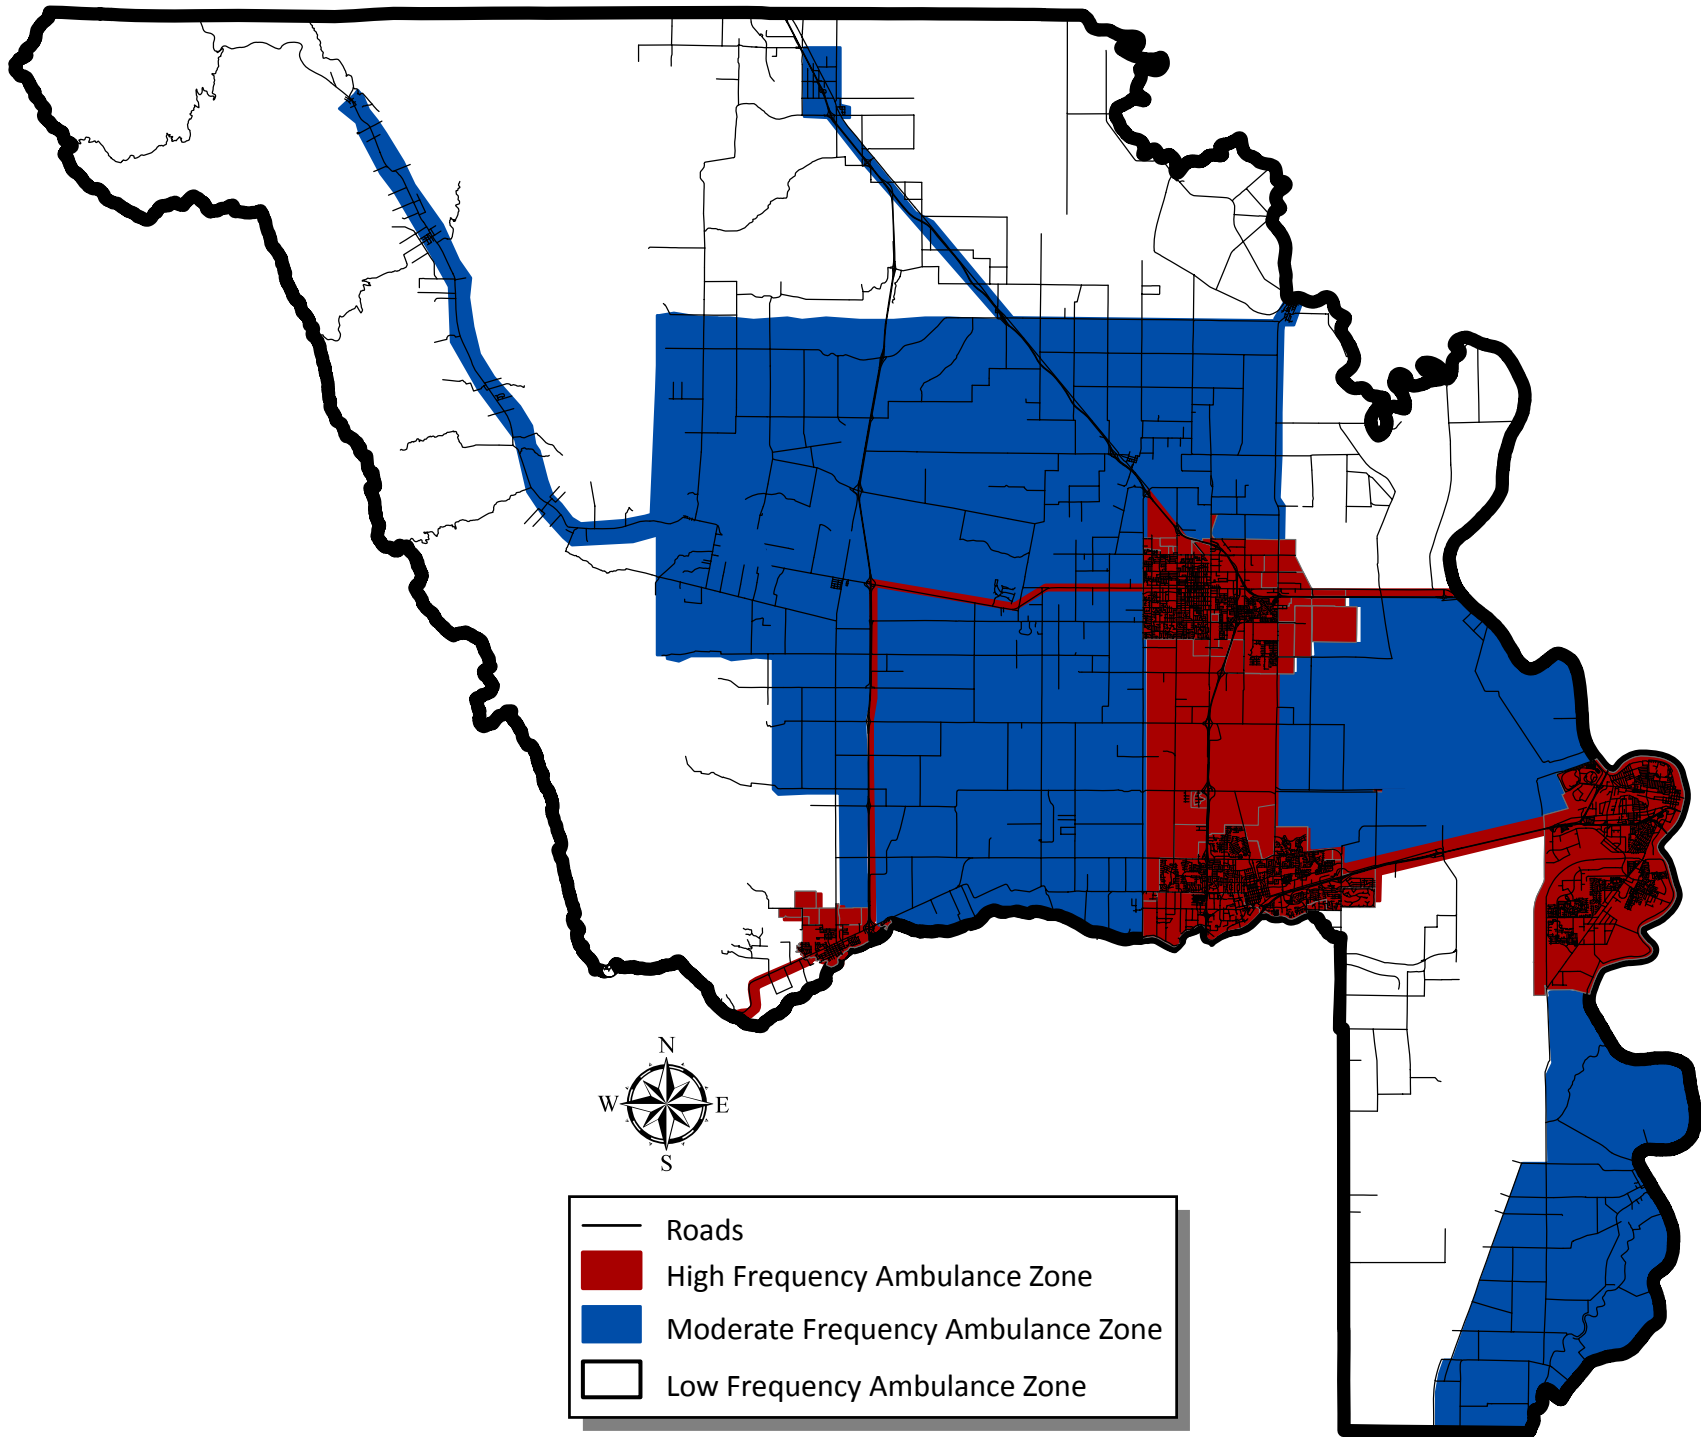 N
W E
S
Roads
High Frequency Ambulance Zone
Moderate Frequency Ambulance Zone
Low Frequency Ambulance Zone